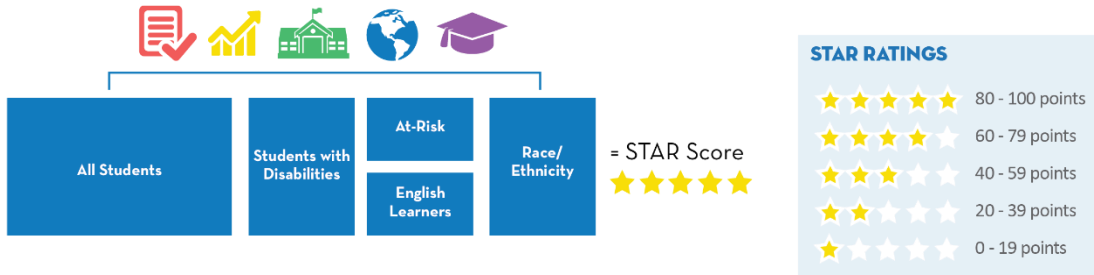 All Students
Students with
Disabilities
At-Risk
English
Learners
Race/
Ethnicity
= STAR Score
STAR RATINGS
80 - 100 points
60 - 79 points
40 - 59 points
20 - 39 points
0 - 19 points